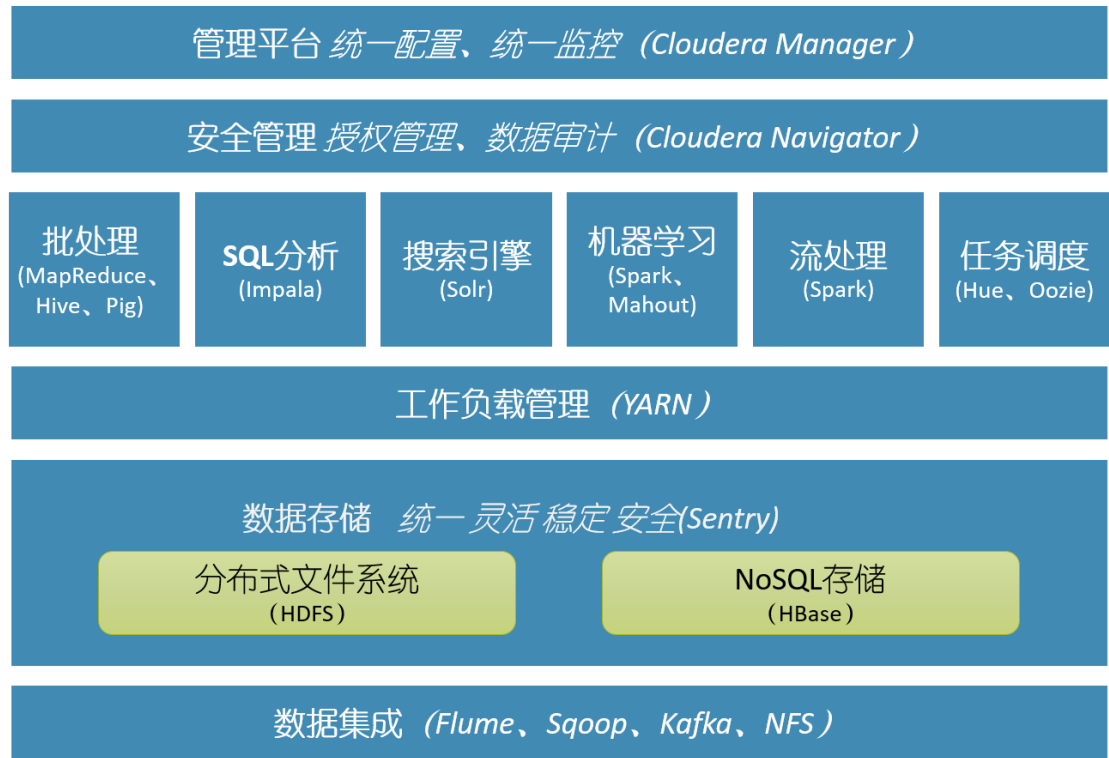 管理平台 统一配置、统一监控（Cloudera Manager）
安全管理 授权管理、数据审计（Cloudera Navigator）
批处理
(MapReduce、
Hive、Pig)
SQL分析
(Impala)
搜索引擎
(Solr)
机器学习
(Spark、
Mahout)
流处理
(Spark)
任务调度
(Hue、Oozie)
工作负载管理（YARN）
数据存储 统一 灵活 稳定 安全(Sentry)
分布式文件系统
（HDFS）
NoSQL存储
（HBase）
数据集成（Flume、Sqoop、Kafka、NFS）